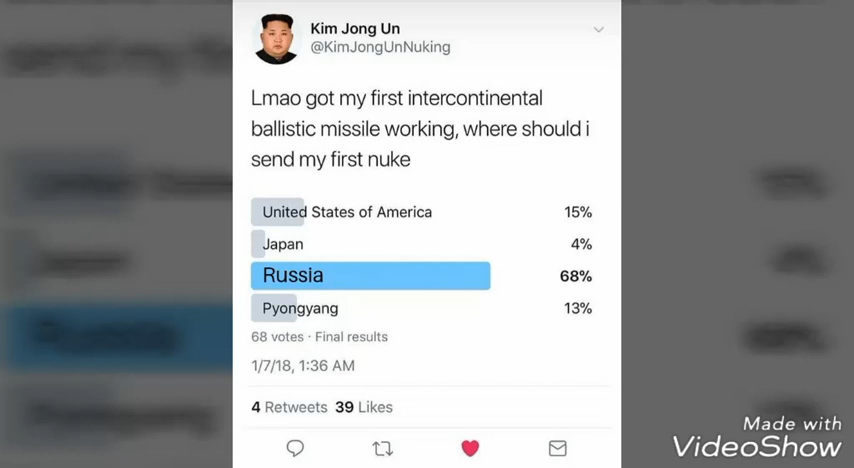 Kim Jong Un
@KimJongUnNuking
Lmao got my first intercontinental
ballistic missile working, where should i
send my first nuke
United States of America 15%
Japan 4%
Russia 68%
Pyongyang 13%
68 votes · Final results
1/7/18, 1:36 AM
4 Retweets 39 Likes
Made with
VideoShow